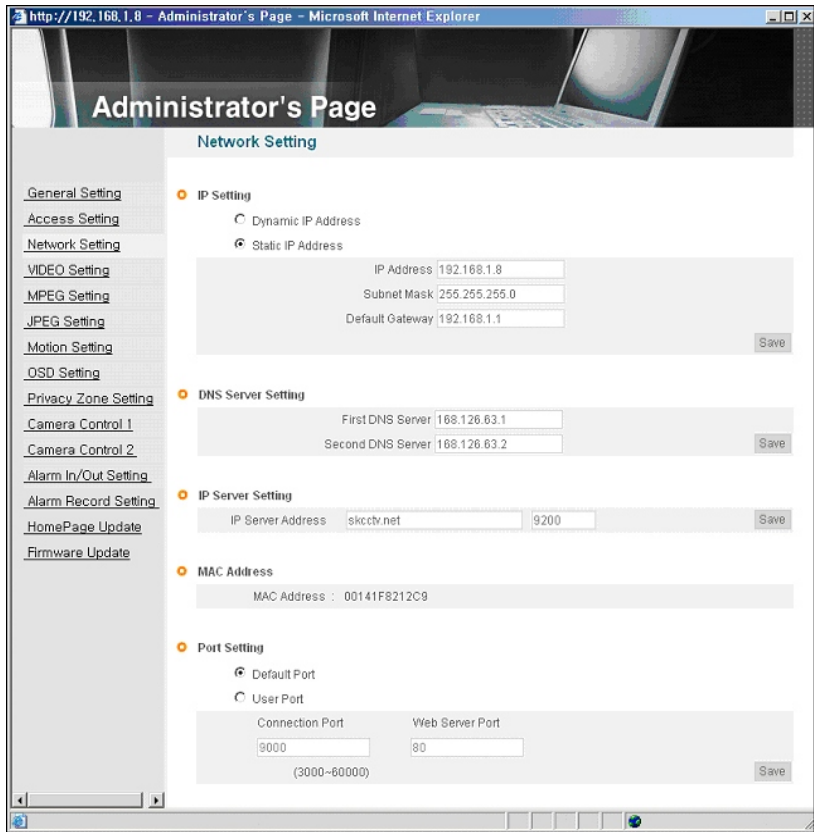 http://192.168.1.8 - Administrator's Page - Microsoft Internet Explorer
Administrator's Page
Network Setting
General Setting
Access Setting
Network Setting
VIDEO Setting
MPEG Setting
JPEG Setting
Motion Setting
OSD Setting
Privacy Zone Setting
Camera Control 1
Camera Control 2
Alarm In/Out Setting
Alarm Record Setting
HomePage Update
Firmware Update
IP Setting
Dynamic IP Address
Static IP Address
IP Address 192.168.1.8
Subnet Mask 255.255.255.0
Default Gateway 192.168.1.1
Save
DNS Server Setting
First DNS Server 168.126.63.1
Second DNS Server 168.126.63.2 Save
IP Server Setting
IP Server Address skcctv.net 9200 Save
MAC Address
MAC Address : 00141F8212C9
Port Setting
Default Port
User Port
Connection Port Web Server Port
9000 80
(3000~60000) Save